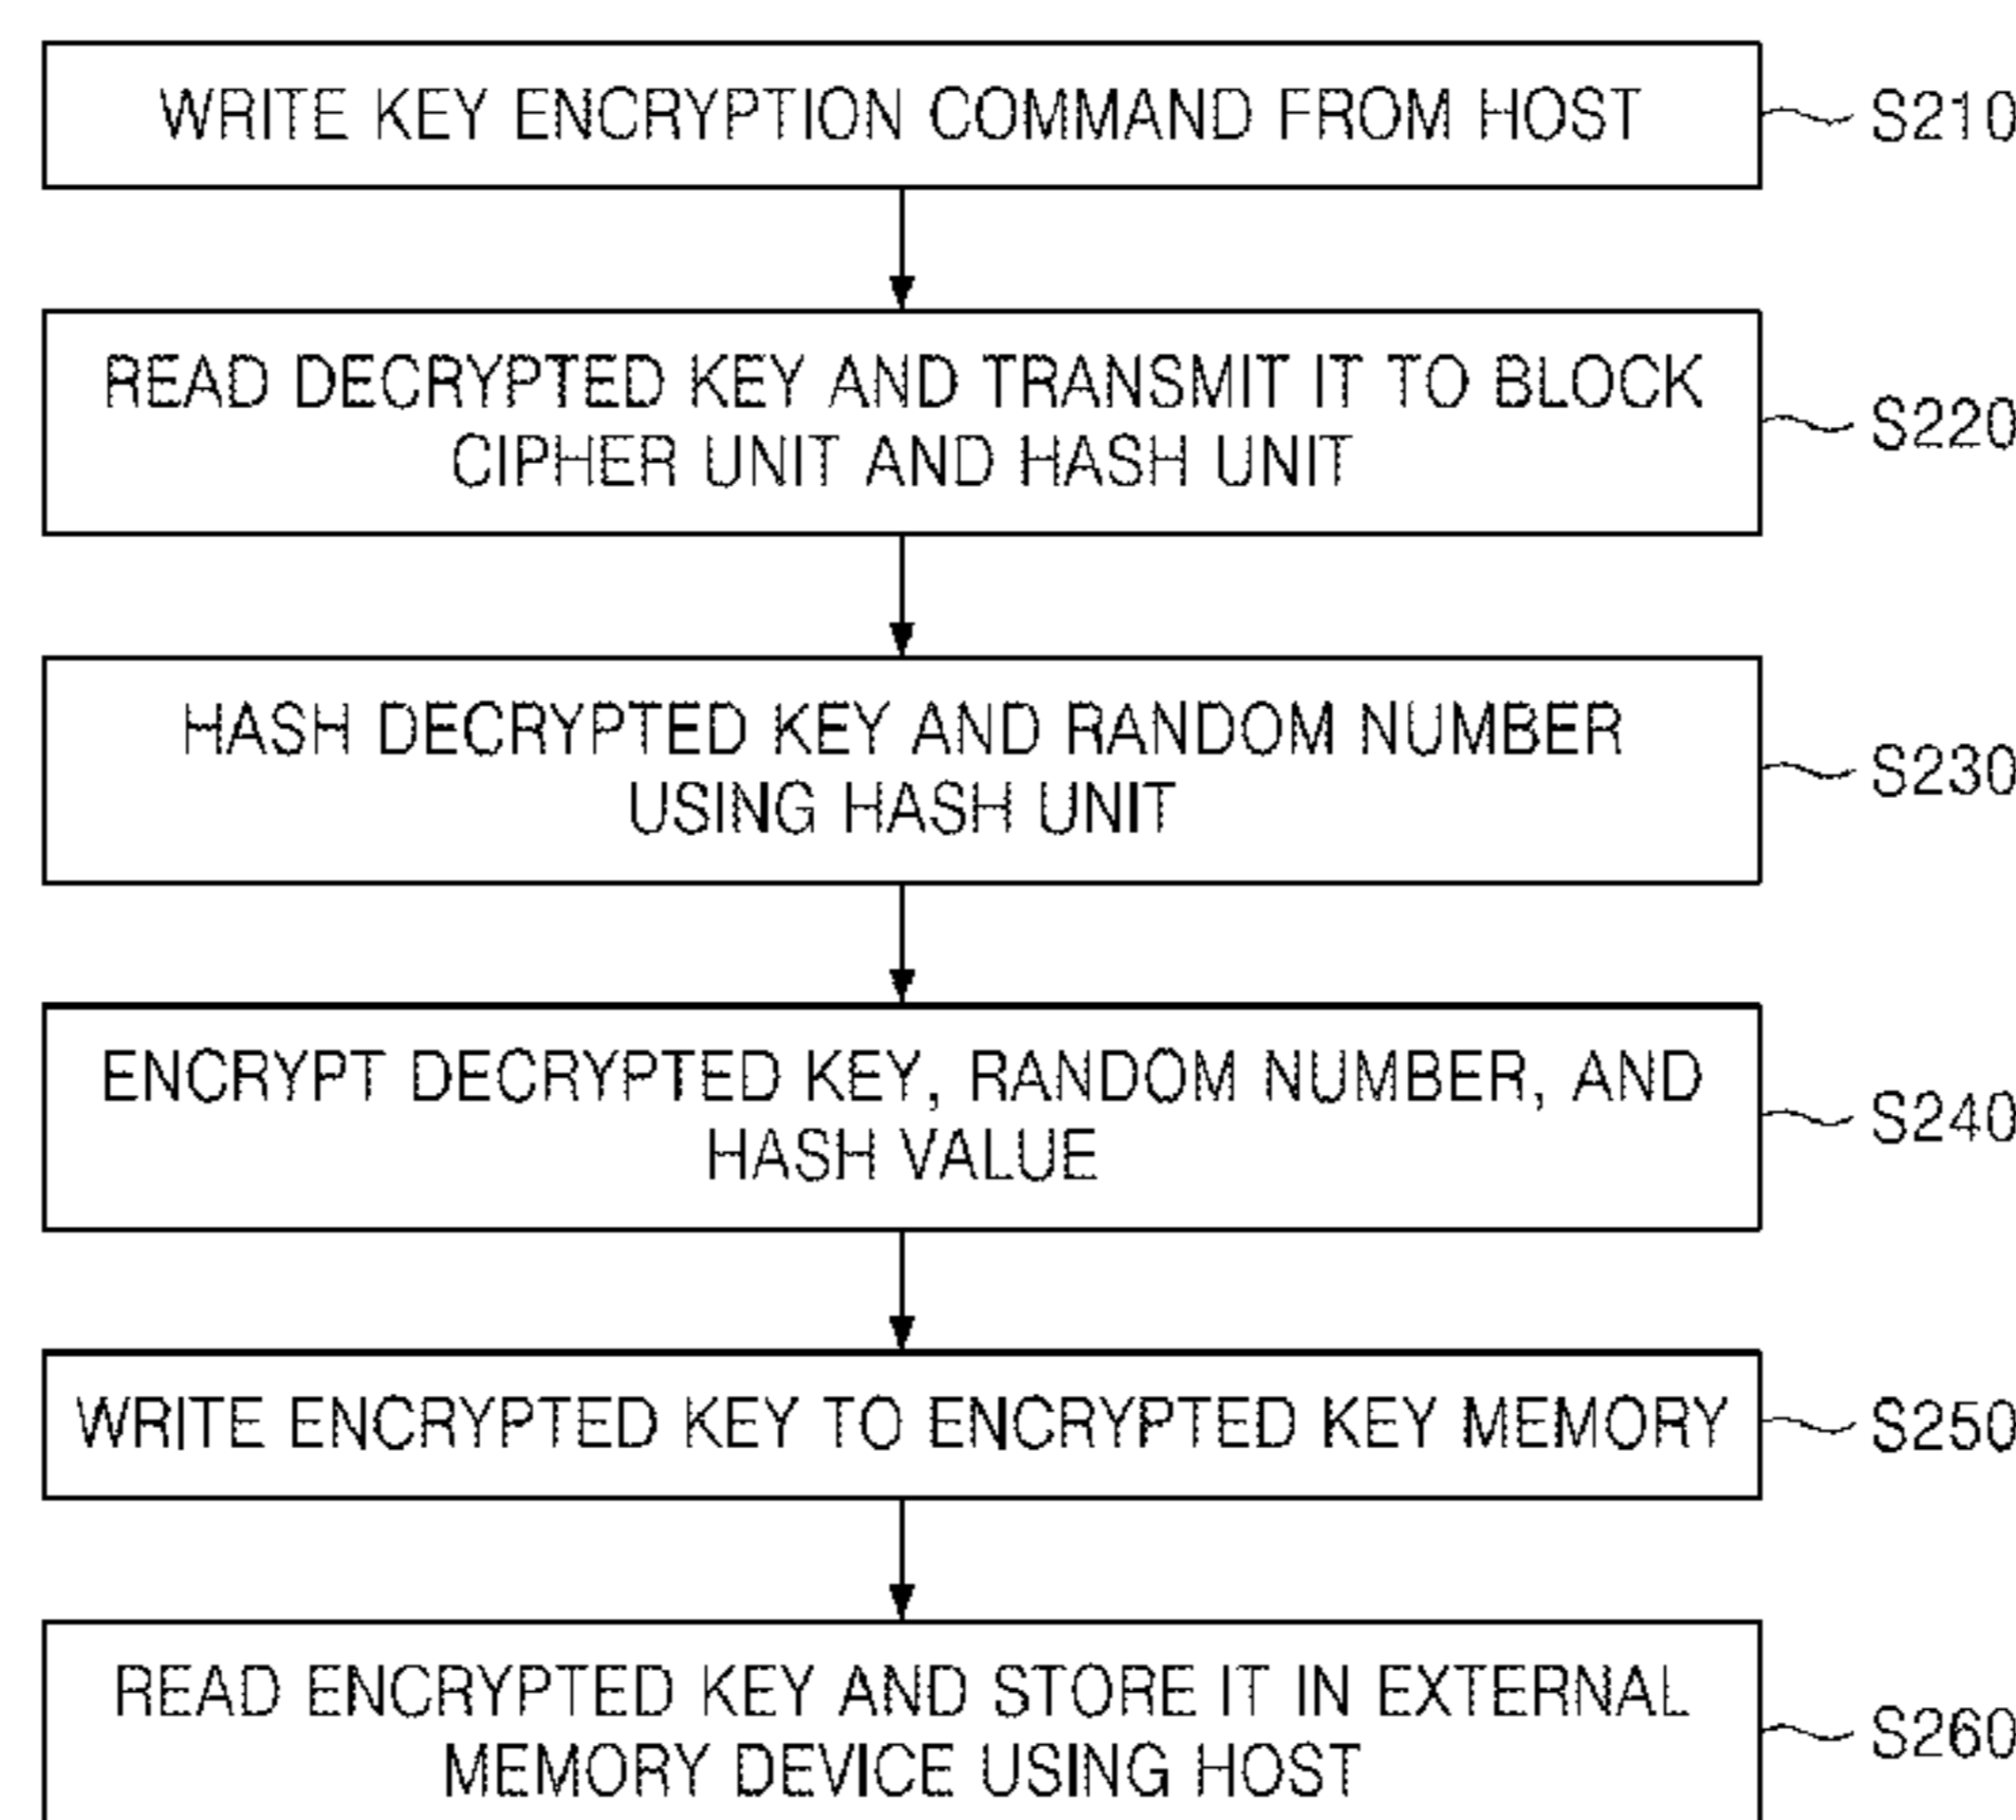 WRITE KEY ENCRYPTION COMMAND FROM HOST
S210
READ DECRYPTED KEY AND TRANSMIT IT TO BLOCK
CIPHER UNIT AND HASH UNIT
S220
HASH DECRYPTED KEY AND RANDOM NUMBER
USING HASH UNIT
S230
ENCRYPT DECRYPTED KEY, RANDOM NUMBER, AND
HASH VALUE
S240
WRITE ENCRYPTED KEY TO ENCRYPTED KEY MEMORY
S250
READ ENCRYPTED KEY AND STORE IT IN EXTERNAL
MEMORY DEVICE USING HOST
S260